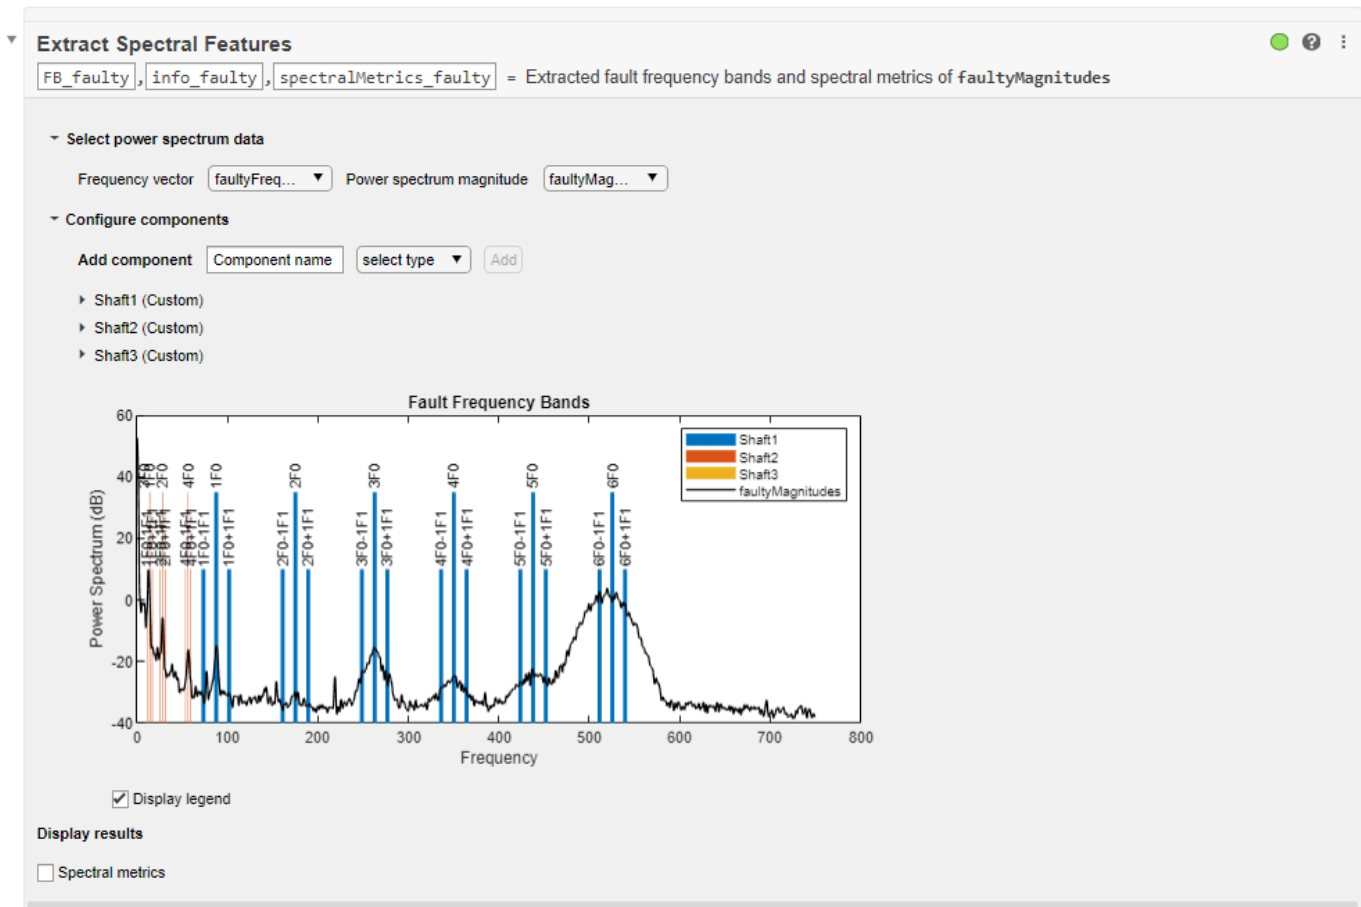 Extract Spectral Features
FB_faulty , info_faulty , spectralMetrics_faulty = Extracted fault frequency bands and spectral metrics of faultyMagnitudes
Select power spectrum data
Frequency vector faultyFreq... Power spectrum magnitude faultyMag...
Configure components
Add component Component name select type Add
Shaft1 (Custom)
Shaft2 (Custom)
Shaft3 (Custom)
Fault Frequency Bands
Power Spectrum (dB)
60
40
20
0
-20
-40
2F0 4F0 1F0 2F0 3F0 4F0 5F0 6F0
1F0-1F1 1F0+1F1 2F0-1F1 2F0+1F1 3F0-1F1 3F0+1F1 4F0-1F1 4F0+1F1 5F0-1F1 5F0+1F1 6F0-1F1 6F0+1F1
Shaft1
Shaft2
Shaft3
faultyMagnitudes
0 100 200 300 400 500 600 700 800
Frequency
Display legend
Display results
Spectral metrics